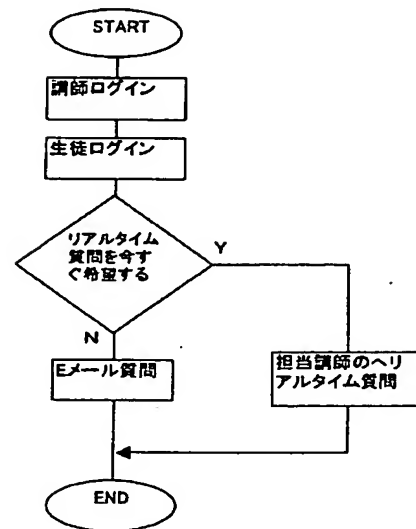 START
講師ログイン
生徒ログイン
リアルタイム
質問を今す
ぐ希望する
Y
N
Eメール質問
担当講師のヘリ
アルタイム質問
END